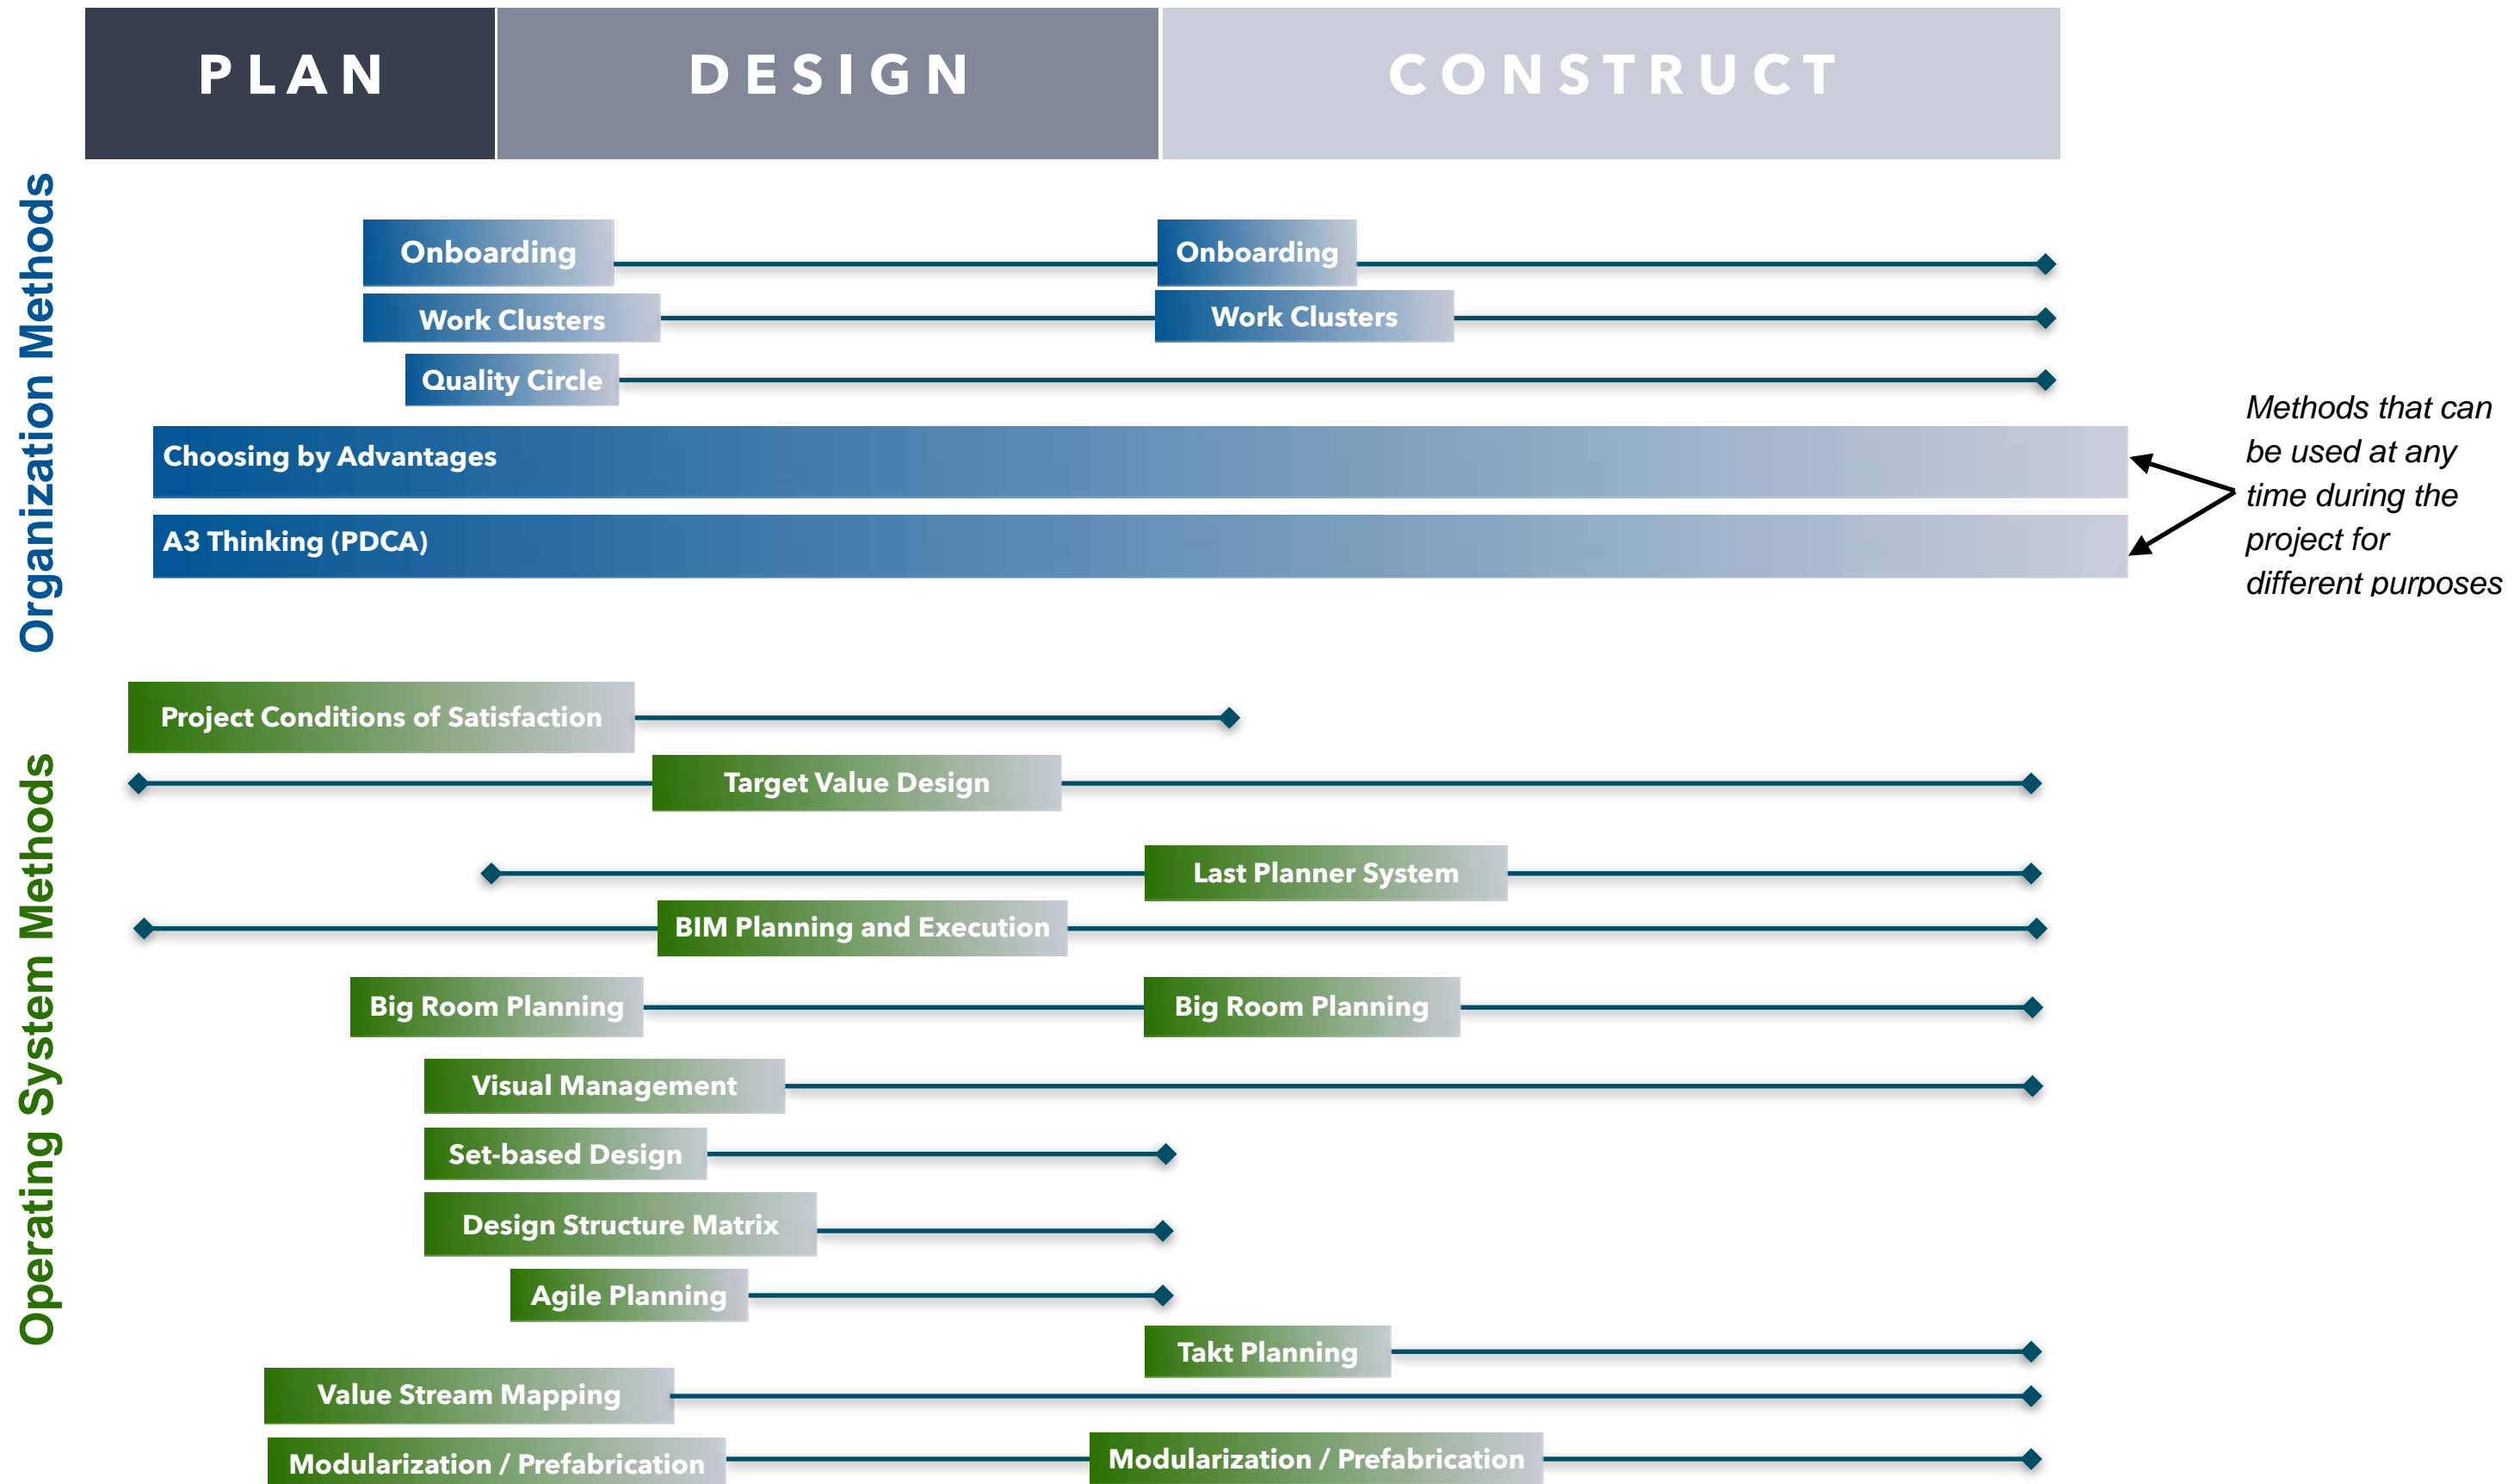 PLAN
DESIGN
CONSTRUCT
Organization Methods
Onboarding
Onboarding
Work Clusters
Work Clusters
Quality Circle
Choosing by Advantages
A3 Thinking (PDCA)
Methods that can
be used at any
time during the
project for
different purposes
Operating System Methods
Project Conditions of Satisfaction
Target Value Design
Last Planner System
BIM Planning and Execution
Big Room Planning
Big Room Planning
Visual Management
Set-based Design
Design Structure Matrix
Agile Planning
Takt Planning
Value Stream Mapping
Modularization / Prefabrication
Modularization / Prefabrication